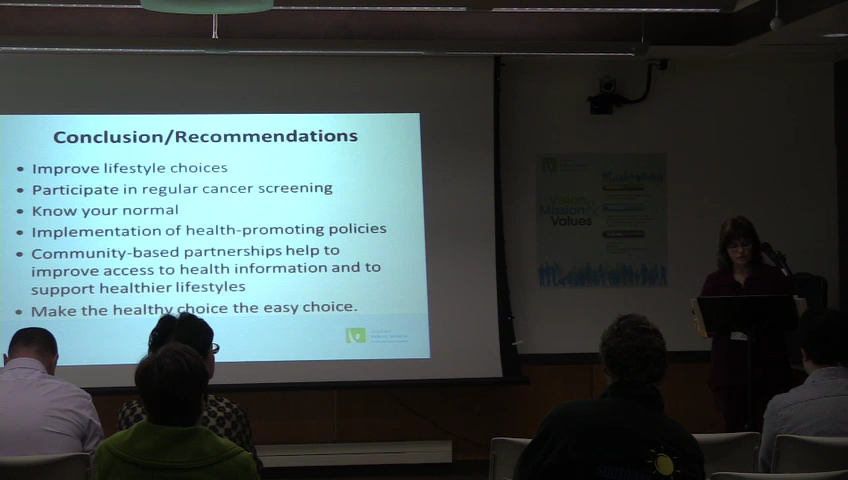 Conclusion/Recommendations
• Improve lifestyle choices
• Participate in regular cancer screening
• Know your normal
• Implementation of health-promoting policies
• Community-based partnerships help to
improve access to health information and to
support healthier lifestyles
• Make the healthy choice the easy choice.
Vision
Mission
Values